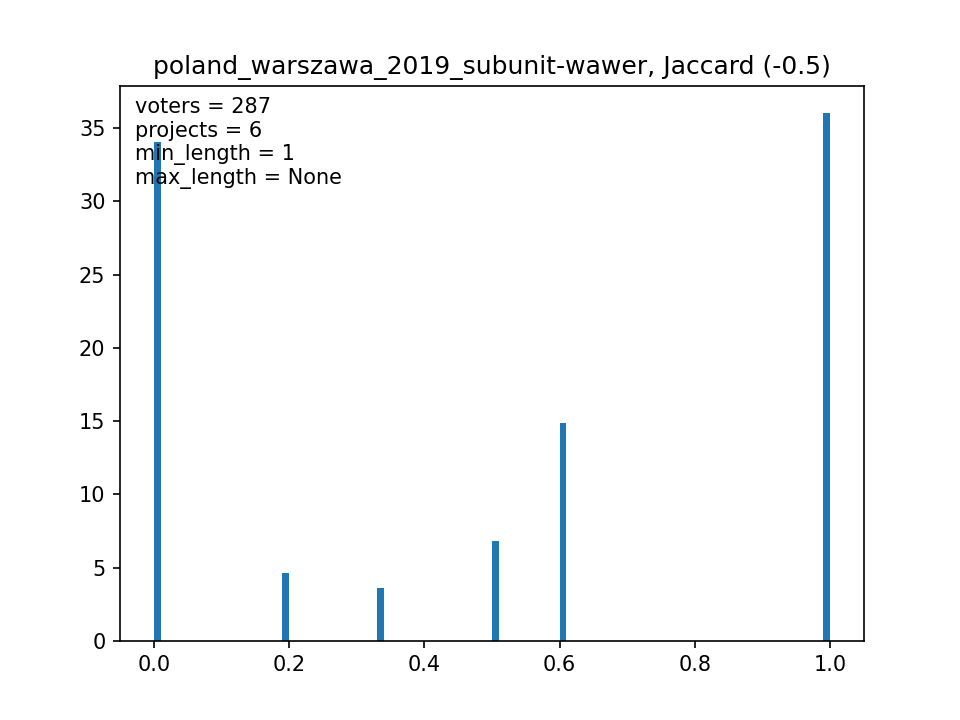 poland_warszawa_2019_subunit-wawer, Jaccard (-0.5)
voters = 287
projects = 6
min_length = 1
max_length = None
35
30
25
20
15
10
5
0
0.0 0.2 0.4 0.6 0.8 1.0